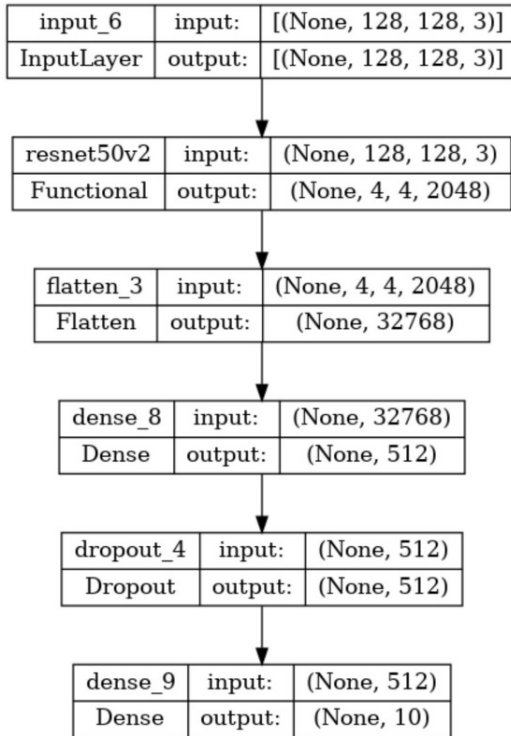 input_6 input: [(None, 128, 128, 3)]
InputLayer output: [(None, 128, 128, 3)]
resnet50v2 input: (None, 128, 128, 3)
Functional output: (None, 4, 4, 2048)
flatten_3 input: (None, 4, 4, 2048)
Flatten output: (None, 32768)
dense_8 input: (None, 32768)
Dense output: (None, 512)
dropout_4 input: (None, 512)
Dropout output: (None, 512)
dense_9 input: (None, 512)
Dense output: (None, 10)